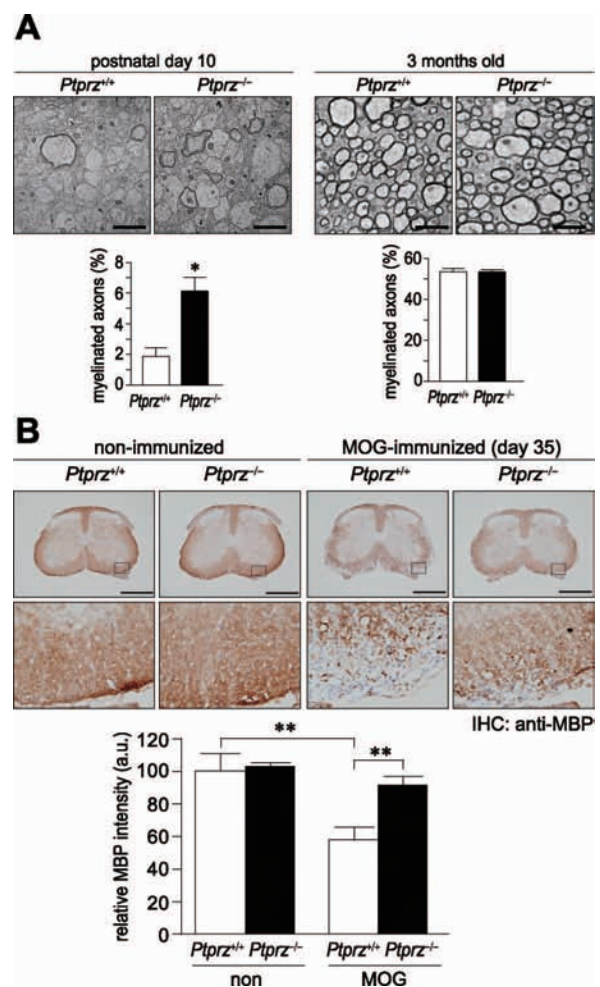 A
postnatal day 10
3 months old
Ptprz+/+ Ptprz−/− Ptprz+/+ Ptprz−/−
myelinated axons (%)
8
6
4
2
0
*
Ptprz+/+ Ptprz−/−
myelinated axons (%)
60
40
20
0
Ptprz+/+ Ptprz−/−
B
non-immunized
MOG-immunized (day 35)
Ptprz+/+ Ptprz−/− Ptprz+/+ Ptprz−/−
IHC: anti-MBP
relative MBP intensity (a.u.)
120
100
80
60
40
20
0
**
**
Ptprz+/+ Ptprz−/− Ptprz+/+ Ptprz−/−
non MOG